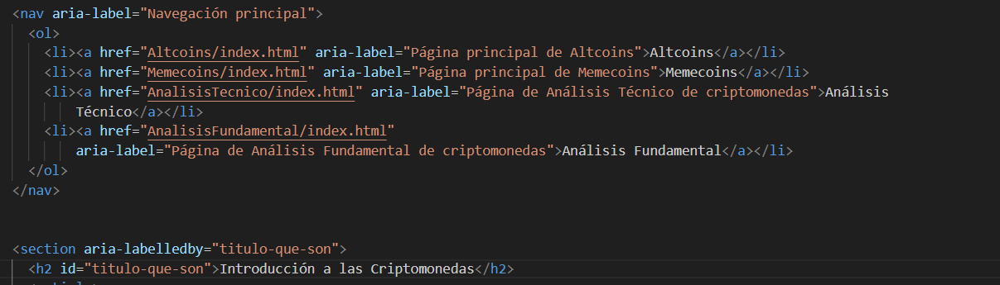 <nav aria-label="Navegación principal">
<ol>
<li><a href="Altcoins/index.html" aria-label="Página principal de Altcoins">Altcoins</a></li>
<li><a href="Memecoins/index.html" aria-label="Página principal de Memecoins">Memecoins</a></li>
<li><a href="AnalisisTecnico/index.html" aria-label="Página de Análisis Técnico de criptomonedas">Análisis
Técnico</a></li>
<li><a href="AnalisisFundamental/index.html"
aria-label="Página de Análisis Fundamental de criptomonedas">Análisis Fundamental</a></li>
</ol>
</nav>
<section aria-labelledby="titulo-que-son">
<h2 id="titulo-que-son">Introducción a las Criptomonedas</h2>